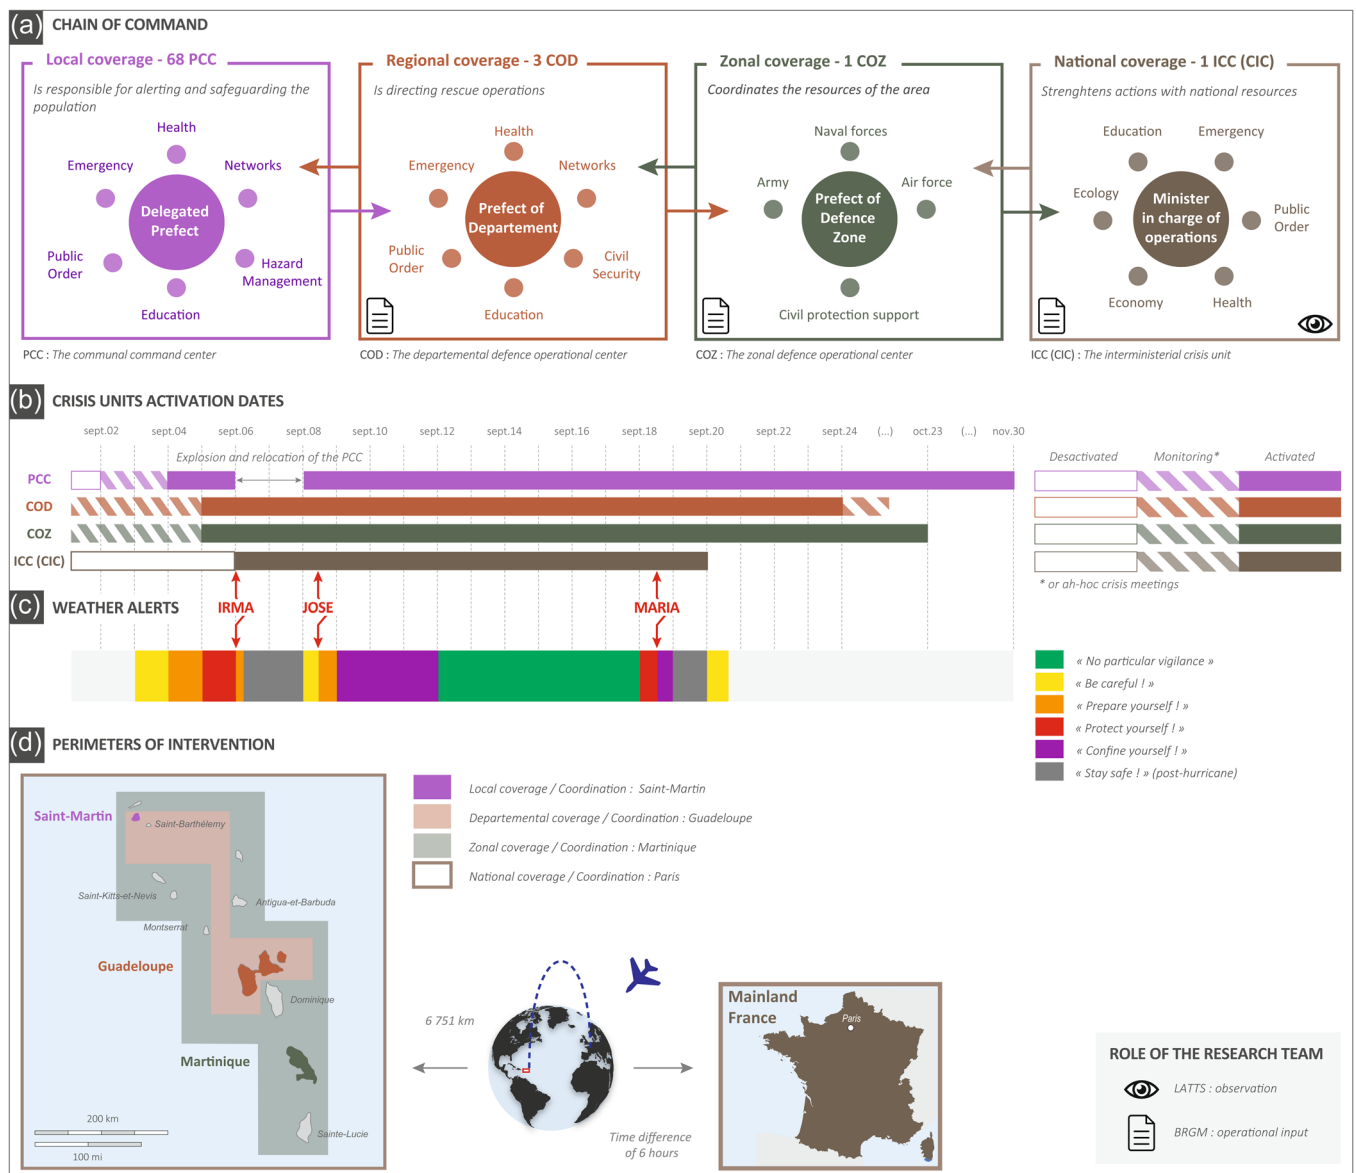 (a) CHAIN OF COMMAND
Local coverage - 68 PCC
Is responsible for alerting and safeguarding the
population
Health
Emergency
Networks
Delegated
Prefect
Public
Order
Hazard
Management
Education
PCC : The communal command center
Regional coverage - 3 COD
Is directing rescue operations
Health
Emergency
Networks
Prefect of
Departement
Public
Order
Civil
Security
Education
COD : The departemental defence operational center
Zonal coverage - 1 COZ
Coordinates the resources of the area
Naval forces
Army
Air force
Prefect of
Defence
Zone
Civil protection support
COZ : The zonal defence operational center
National coverage - 1 ICC (CIC)
Strenghtens actions with national resources
Education
Emergency
Ecology
Minister
in charge of
operations
Public
Order
Economy
Health
ICC (CIC) : The interministerial crisis unit
(b) CRISIS UNITS ACTIVATION DATES
sept.02 sept.04 sept.06 sept.08 sept.10 sept.12 sept.14 sept.16 sept.18 sept.20 sept.22 sept.24 (...) oct.23 (...) nov.30
Explosion and relocation of the PCC
Desactivated Monitoring* Activated
PCC
COD
COZ
ICC (CIC)
* or ah-hoc crisis meetings
(c) WEATHER ALERTS
IRMA JOSE MARIA
« No particular vigilance »
« Be careful ! »
« Prepare yourself ! »
« Protect yourself ! »
« Confine yourself ! »
« Stay safe ! » (post-hurricane)
(d) PERIMETERS OF INTERVENTION
Saint-Martin
Saint-Barthélemy
Saint-Kitts-et-Nevis
Antigua-et-Barbuda
Montserrat
Guadeloupe
Dominique
Martinique
Sainte-Lucie
200 km
100 mi
Local coverage / Coordination : Saint-Martin
Departemental coverage / Coordination : Guadeloupe
Zonal coverage / Coordination : Martinique
National coverage / Coordination : Paris
6 751 km
Time difference
of 6 hours
Mainland
France
Paris
ROLE OF THE RESEARCH TEAM
LATTS : observation
BRGM : operational input